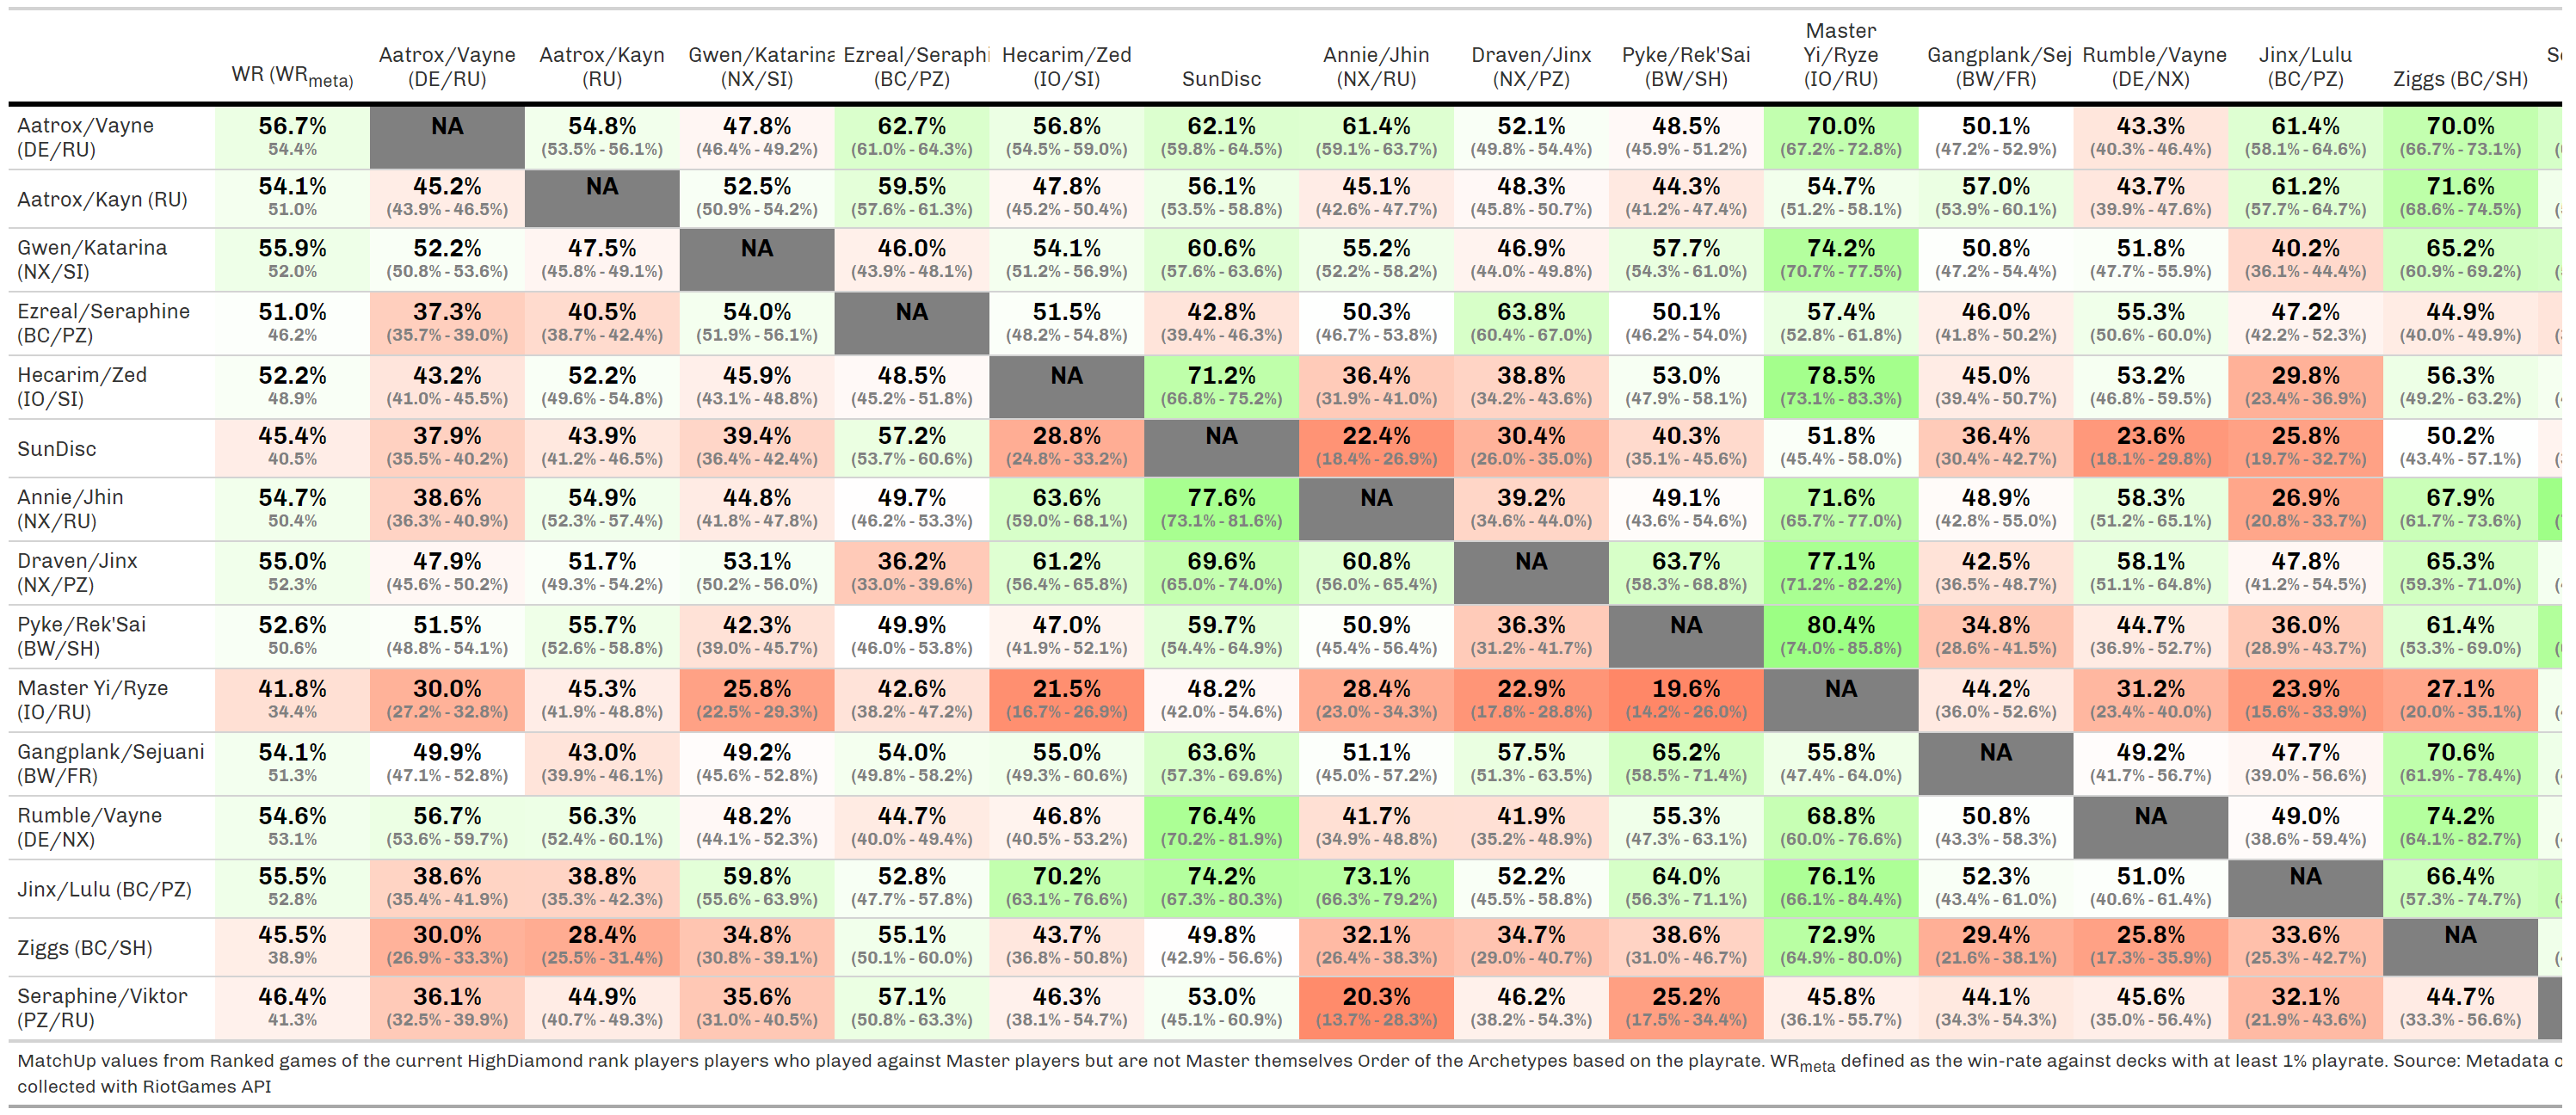 WR (WRmeta) Aatrox/Vayne (DE/RU) Aatrox/Kayn (RU) Gwen/Katarina (NX/SI) Ezreal/Seraphi (BC/PZ) Hecarim/Zed (IO/SI) SunDisc Annie/Jhin (NX/RU) Draven/Jinx (NX/PZ) Pyke/Rek'Sai (BW/SH) Master Yi/Ryze (IO/RU) Gangplank/Sej (BW/FR) Rumble/Vayne (DE/NX) Jinx/Lulu (BC/PZ) Ziggs (BC/SH)
Aatrox/Vayne 56.7% NA 54.8% 47.8% 62.7% 56.8% 62.1% 61.4% 52.1% 48.5% 70.0% 50.1% 43.3% 61.4% 70.0%
(DE/RU) 54.4% (53.5% - 56.1%) (46.4% - 49.2%) (61.0% - 64.3%) (54.5% - 59.0%) (59.8% - 64.5%) (59.1% - 63.7%) (49.8% - 54.4%) (45.9% - 51.2%) (67.2% - 72.8%) (47.2% - 52.9%) (40.3% - 46.4%) (58.1% - 64.6%) (66.7% - 73.1%)
Aatrox/Kayn (RU) 54.1% 45.2% NA 52.5% 59.5% 47.8% 56.1% 45.1% 48.3% 44.3% 54.7% 57.0% 43.7% 61.2% 71.6%
51.0% (43.9% - 46.5%) (50.9% - 54.2%) (57.6% - 61.3%) (45.2% - 50.4%) (53.5% - 58.8%) (42.6% - 47.7%) (45.8% - 50.7%) (41.2% - 47.4%) (51.2% - 58.1%) (53.9% - 60.1%) (39.9% - 47.6%) (57.7% - 64.7%) (68.6% - 74.5%)
Gwen/Katarina 55.9% 52.2% 47.5% NA 46.0% 54.1% 60.6% 55.2% 46.9% 57.7% 74.2% 50.8% 51.8% 40.2% 65.2%
(NX/SI) 52.0% (50.8% - 53.6%) (45.8% - 49.1%) (43.9% - 48.1%) (51.2% - 56.9%) (57.6% - 63.6%) (52.2% - 58.2%) (44.0% - 49.8%) (54.3% - 61.0%) (70.7% - 77.5%) (47.2% - 54.4%) (47.7% - 55.9%) (36.1% - 44.4%) (60.9% - 69.2%)
Ezreal/Seraphine 51.0% 37.3% 40.5% 54.0% NA 51.5% 42.8% 50.3% 63.8% 50.1% 57.4% 46.0% 55.3% 47.2% 44.9%
(BC/PZ) 46.2% (35.7% - 39.0%) (38.7% - 42.4%) (51.9% - 56.1%) (48.2% - 54.8%) (39.4% - 46.3%) (46.7% - 53.8%) (60.4% - 67.0%) (46.2% - 54.0%) (52.8% - 61.8%) (41.8% - 50.2%) (50.6% - 60.0%) (42.2% - 52.3%) (40.0% - 49.9%)
Hecarim/Zed 52.2% 43.2% 52.2% 45.9% 48.5% NA 71.2% 36.4% 38.8% 53.0% 78.5% 45.0% 53.2% 29.8% 56.3%
(IO/SI) 48.9% (41.0% - 45.5%) (49.6% - 54.8%) (43.1% - 48.8%) (45.2% - 51.8%) (66.8% - 75.2%) (31.9% - 41.0%) (34.2% - 43.6%) (47.9% - 58.1%) (73.1% - 83.3%) (39.4% - 50.7%) (46.8% - 59.5%) (23.4% - 36.9%) (49.2% - 63.2%)
SunDisc 45.4% 37.9% 43.9% 39.4% 57.2% 28.8% NA 22.4% 30.4% 40.3% 51.8% 36.4% 23.6% 25.8% 50.2%
40.5% (35.5% - 40.2%) (41.2% - 46.5%) (36.4% - 42.4%) (53.7% - 60.6%) (24.8% - 33.2%) (18.4% - 26.9%) (26.0% - 35.0%) (35.1% - 45.6%) (45.4% - 58.0%) (30.4% - 42.7%) (18.1% - 29.8%) (19.7% - 32.7%) (43.4% - 57.1%)
Annie/Jhin 54.7% 38.6% 54.9% 44.8% 49.7% 63.6% 77.6% NA 39.2% 49.1% 71.6% 48.9% 58.3% 26.9% 67.9%
(NX/RU) 50.4% (36.3% - 40.9%) (52.3% - 57.4%) (41.8% - 47.8%) (46.2% - 53.3%) (59.0% - 68.1%) (73.1% - 81.6%) (34.6% - 44.0%) (43.6% - 54.6%) (65.7% - 77.0%) (42.8% - 55.0%) (51.2% - 65.1%) (20.8% - 33.7%) (61.7% - 73.6%)
Draven/Jinx 55.0% 47.9% 51.7% 53.1% 36.2% 61.2% 69.6% 60.8% NA 63.7% 77.1% 42.5% 58.1% 47.8% 65.3%
(NX/PZ) 52.3% (45.6% - 50.2%) (49.3% - 54.2%) (50.2% - 56.0%) (33.0% - 39.6%) (56.4% - 65.8%) (65.0% - 74.0%) (56.0% - 65.4%) (58.3% - 68.8%) (71.2% - 82.2%) (36.5% - 48.7%) (51.1% - 64.8%) (41.2% - 54.5%) (59.3% - 71.0%)
Pyke/Rek'Sai 52.6% 51.5% 55.7% 42.3% 49.9% 47.0% 59.7% 50.9% 36.3% NA 80.4% 34.8% 44.7% 36.0% 61.4%
(BW/SH) 50.6% (48.8% - 54.1%) (52.6% - 58.8%) (39.0% - 45.7%) (46.0% - 53.8%) (41.9% - 52.1%) (54.4% - 64.9%) (45.4% - 56.4%) (31.2% - 41.7%) (74.0% - 85.8%) (28.6% - 41.5%) (36.9% - 52.7%) (28.9% - 43.7%) (53.3% - 69.0%)
Master Yi/Ryze 41.8% 30.0% 45.3% 25.8% 42.6% 21.5% 48.2% 28.4% 22.9% 19.6% NA 44.2% 31.2% 23.9% 27.1%
(IO/RU) 34.4% (27.2% - 32.8%) (41.9% - 48.8%) (22.5% - 29.3%) (38.2% - 47.2%) (16.7% - 26.9%) (42.0% - 54.6%) (23.0% - 34.3%) (17.8% - 28.8%) (14.2% - 26.0%) (36.0% - 52.6%) (23.4% - 40.0%) (15.6% - 33.9%) (20.0% - 35.1%)
Gangplank/Sejuani 54.1% 49.9% 43.0% 49.2% 54.0% 55.0% 63.6% 51.1% 57.5% 65.2% 55.8% NA 49.2% 47.7% 70.6%
(BW/FR) 51.3% (47.1% - 52.8%) (39.9% - 46.1%) (45.6% - 52.8%) (49.8% - 58.2%) (49.3% - 60.6%) (57.3% - 69.6%) (45.0% - 57.2%) (51.3% - 63.5%) (58.5% - 71.4%) (47.4% - 64.0%) (41.7% - 56.7%) (39.0% - 56.6%) (61.9% - 78.4%)
Rumble/Vayne 54.6% 56.7% 56.3% 48.2% 44.7% 46.8% 76.4% 41.7% 41.9% 55.3% 68.8% 50.8% NA 49.0% 74.2%
(DE/NX) 53.1% (53.6% - 59.7%) (52.4% - 60.1%) (44.1% - 52.3%) (40.0% - 49.4%) (40.5% - 53.2%) (70.2% - 81.9%) (34.9% - 48.8%) (35.2% - 48.9%) (47.3% - 63.1%) (60.0% - 76.6%) (43.3% - 58.3%) (38.6% - 59.4%) (64.1% - 82.7%)
Jinx/Lulu (BC/PZ) 55.5% 38.6% 38.8% 59.8% 52.8% 70.2% 74.2% 73.1% 52.2% 64.0% 76.1% 52.3% 51.0% NA 66.4%
52.8% (35.4% - 41.9%) (35.3% - 42.3%) (55.6% - 63.9%) (47.7% - 57.8%) (63.1% - 76.6%) (67.3% - 80.3%) (66.3% - 79.2%) (45.5% - 58.8%) (56.3% - 71.1%) (66.1% - 84.4%) (43.4% - 61.0%) (40.6% - 61.4%) (57.3% - 74.7%)
Ziggs (BC/SH) 45.5% 30.0% 28.4% 34.8% 55.1% 43.7% 49.8% 32.1% 34.7% 38.6% 72.9% 29.4% 25.8% 33.6% NA
38.9% (26.9% - 33.3%) (25.5% - 31.4%) (30.8% - 39.1%) (50.1% - 60.0%) (36.8% - 50.8%) (42.9% - 56.6%) (26.4% - 38.3%) (29.0% - 40.7%) (31.0% - 46.7%) (64.9% - 80.0%) (21.6% - 38.1%) (17.3% - 35.9%) (25.3% - 42.7%)
Seraphine/Viktor 46.4% 36.1% 44.9% 35.6% 57.1% 46.3% 53.0% 20.3% 46.2% 25.2% 45.8% 44.1% 45.6% 32.1% 44.7%
(PZ/RU) 41.3% (32.5% - 39.9%) (40.7% - 49.3%) (31.0% - 40.5%) (50.8% - 63.3%) (38.1% - 54.7%) (45.1% - 60.9%) (13.7% - 28.3%) (38.2% - 54.3%) (17.5% - 34.4%) (36.1% - 55.7%) (34.3% - 54.3%) (35.0% - 56.4%) (21.9% - 43.6%) (33.3% - 56.6%)
MatchUp values from Ranked games of the current HighDiamond rank players players who played against Master players but are not Master themselves Order of the Archetypes based on the playrate. WRmeta defined as the win-rate against decks with at least 1% playrate. Source: Metadata
collected with RiotGames API